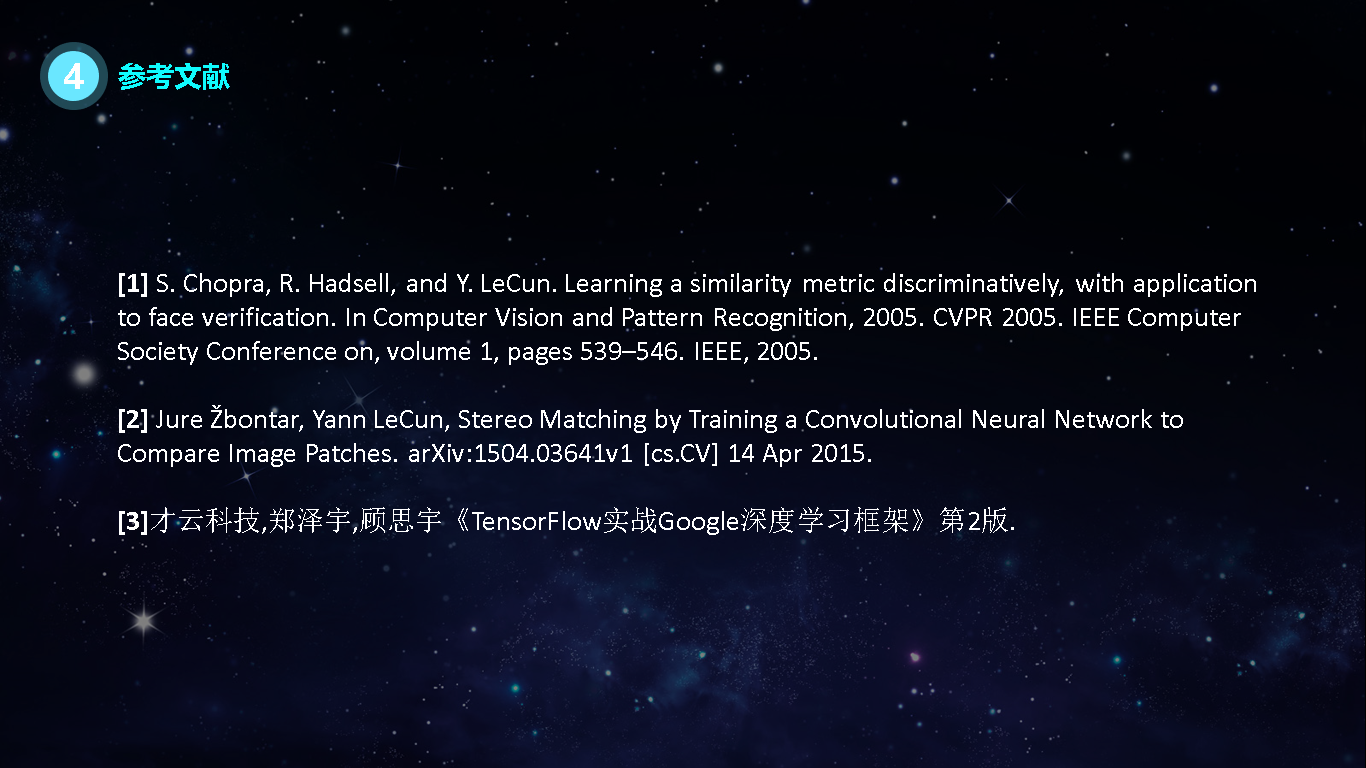 4 参考文献
[1] S. Chopra, R. Hadsell, and Y. LeCun. Learning a similarity metric discriminatively, with application
to face verification. In Computer Vision and Pattern Recognition, 2005. CVPR 2005. IEEE Computer
Society Conference on, volume 1, pages 539–546. IEEE, 2005.
[2] Jure Žbontar, Yann LeCun, Stereo Matching by Training a Convolutional Neural Network to
Compare Image Patches. arXiv:1504.03641v1 [cs.CV] 14 Apr 2015.
[3]才云科技,郑泽宇,顾思宇《TensorFlow实战Google深度学习框架》第2版.